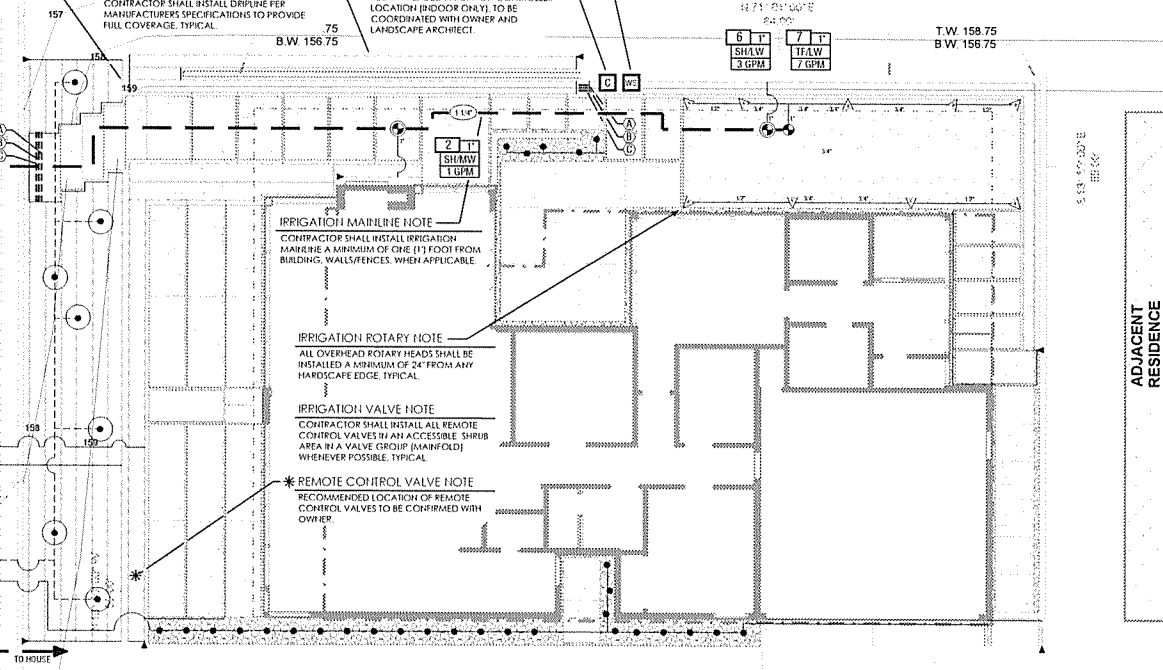 CONTRACTOR SHALL INSTALL DRIPLINE PER
MANUFACTURERS SPECIFICATIONS TO PROVIDE
FULL COVERAGE, TYPICAL.
LOCATION (INDOOR ONLY), TO BE
COORDINATED WITH OWNER AND
LANDSCAPE ARCHITECT.
157
.75
B.W. 156.75
158
159
N 71° 01' 00"E
84.00'
6 1"
SH/LW
3 GPM
7 1"
TF/LW
7 GPM
T.W. 158.75
B.W. 156.75
C
WS
1 1/4"
A
B
C
2 1"
SH/MW
1 GPM
IRRIGATION MAINLINE NOTE
CONTRACTOR SHALL INSTALL IRRIGATION
MAINLINE A MINIMUM OF ONE (1') FOOT FROM
BUILDING, WALLS/FENCES, WHEN APPLICABLE.
IRRIGATION ROTARY NOTE
ALL OVERHEAD ROTARY HEADS SHALL BE
INSTALLED A MINIMUM OF 24" FROM ANY
HARDSCAPE EDGE, TYPICAL.
IRRIGATION VALVE NOTE
CONTRACTOR SHALL INSTALL ALL REMOTE
CONTROL VALVES IN AN ACCESSIBLE SHRUB
AREA IN A VALVE GROUP (MAINFOLD)
WHENEVER POSSIBLE, TYPICAL.
REMOTE CONTROL VALVE NOTE
RECOMMENDED LOCATION OF REMOTE
CONTROL VALVES TO BE CONFIRMED WITH
OWNER.
158
159
ADJACENT
RESIDENCE
TO HOUSE